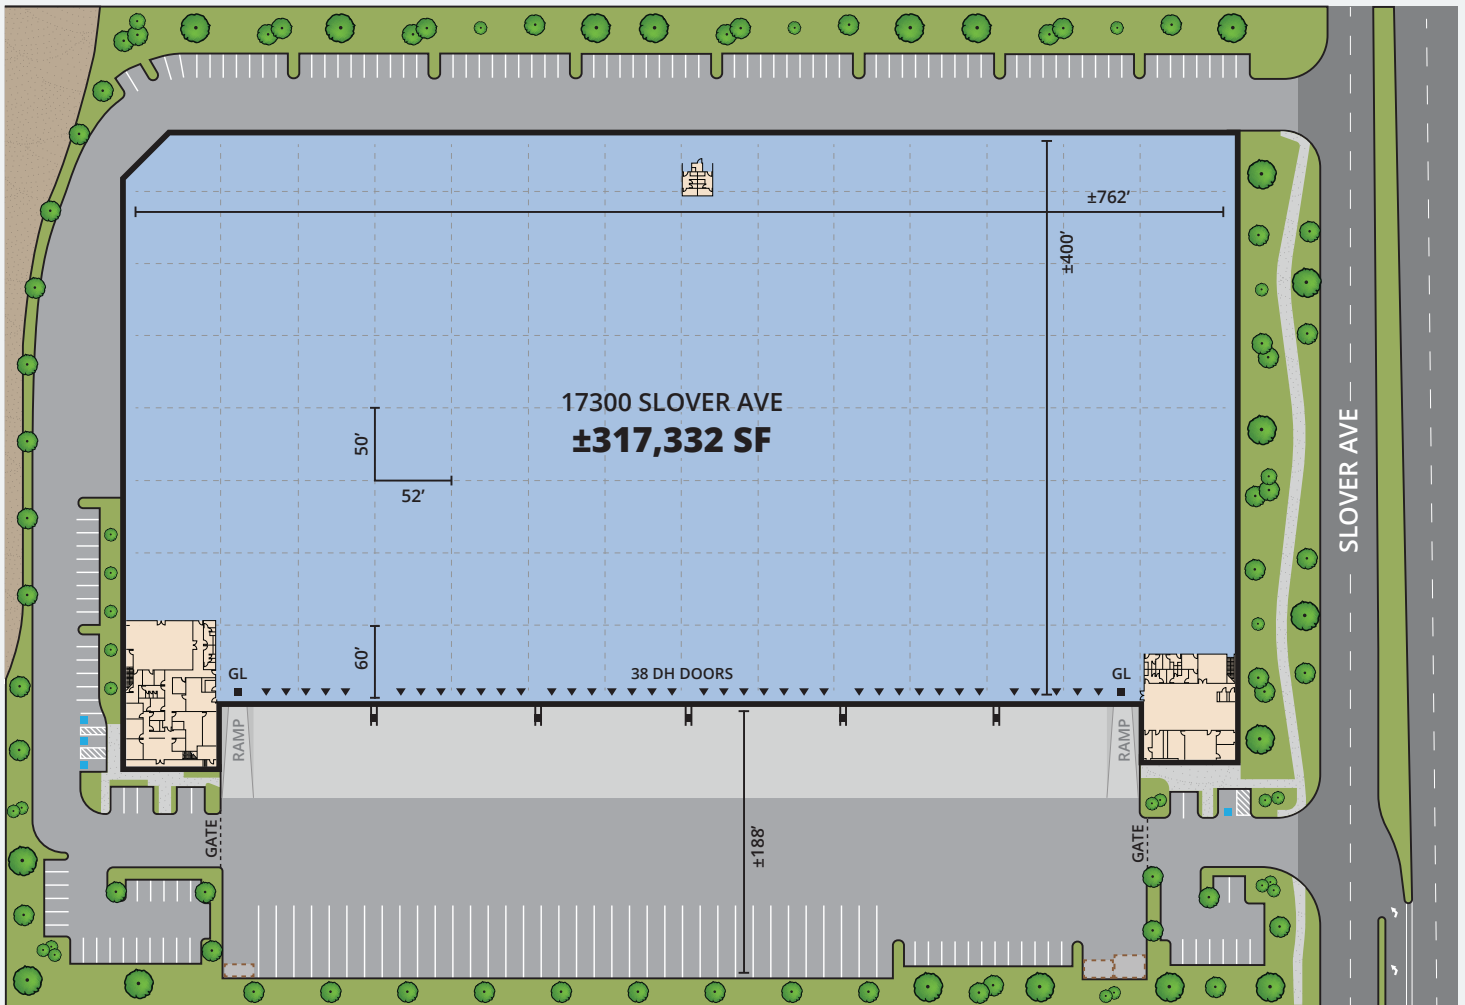 ±762’
±400’
17300 SLOVER AVE
±317,332 SF
50’
52’
SLOVER AVE
60’
GL
38 DH DOORS
GL
RAMP
RAMP
GATE
±188’
GATE